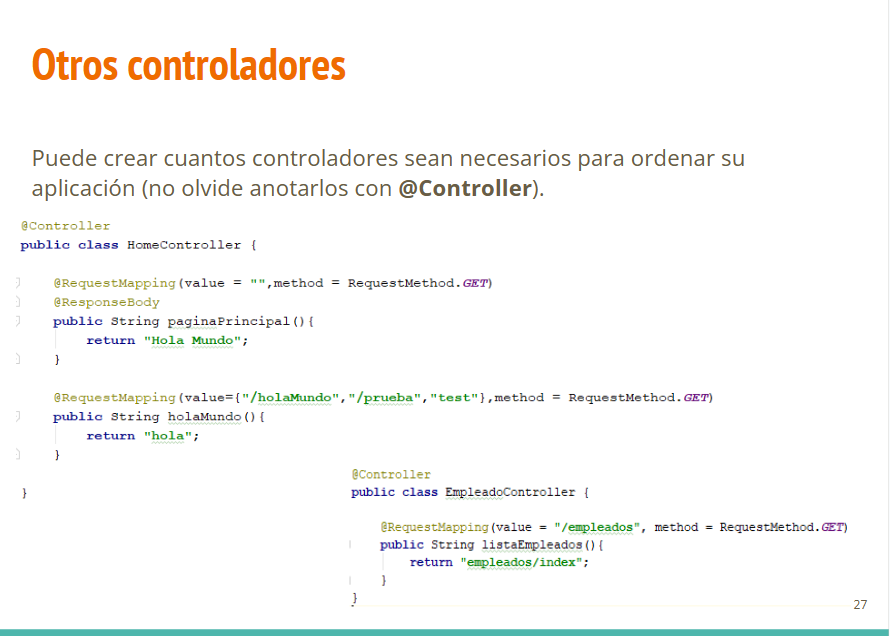 Otros controladores
Puede crear cuantos controladores sean necesarios para ordenar su
aplicación (no olvide anotarlos con @Controller).
@Controller
public class HomeController {
@RequestMapping(value = "",method = RequestMethod.GET)
@ResponseBody
public String paginaPrincipal(){
return "Hola Mundo";
}
@RequestMapping(value={"/holaMundo","/prueba","test"},method = RequestMethod.GET)
public String holaMundo(){
return "hola";
}
}
@Controller
public class EmpleadoController {
@RequestMapping(value = "/empleados", method = RequestMethod.GET)
public String listaEmpleados(){
return "empleados/index";
}
}
27